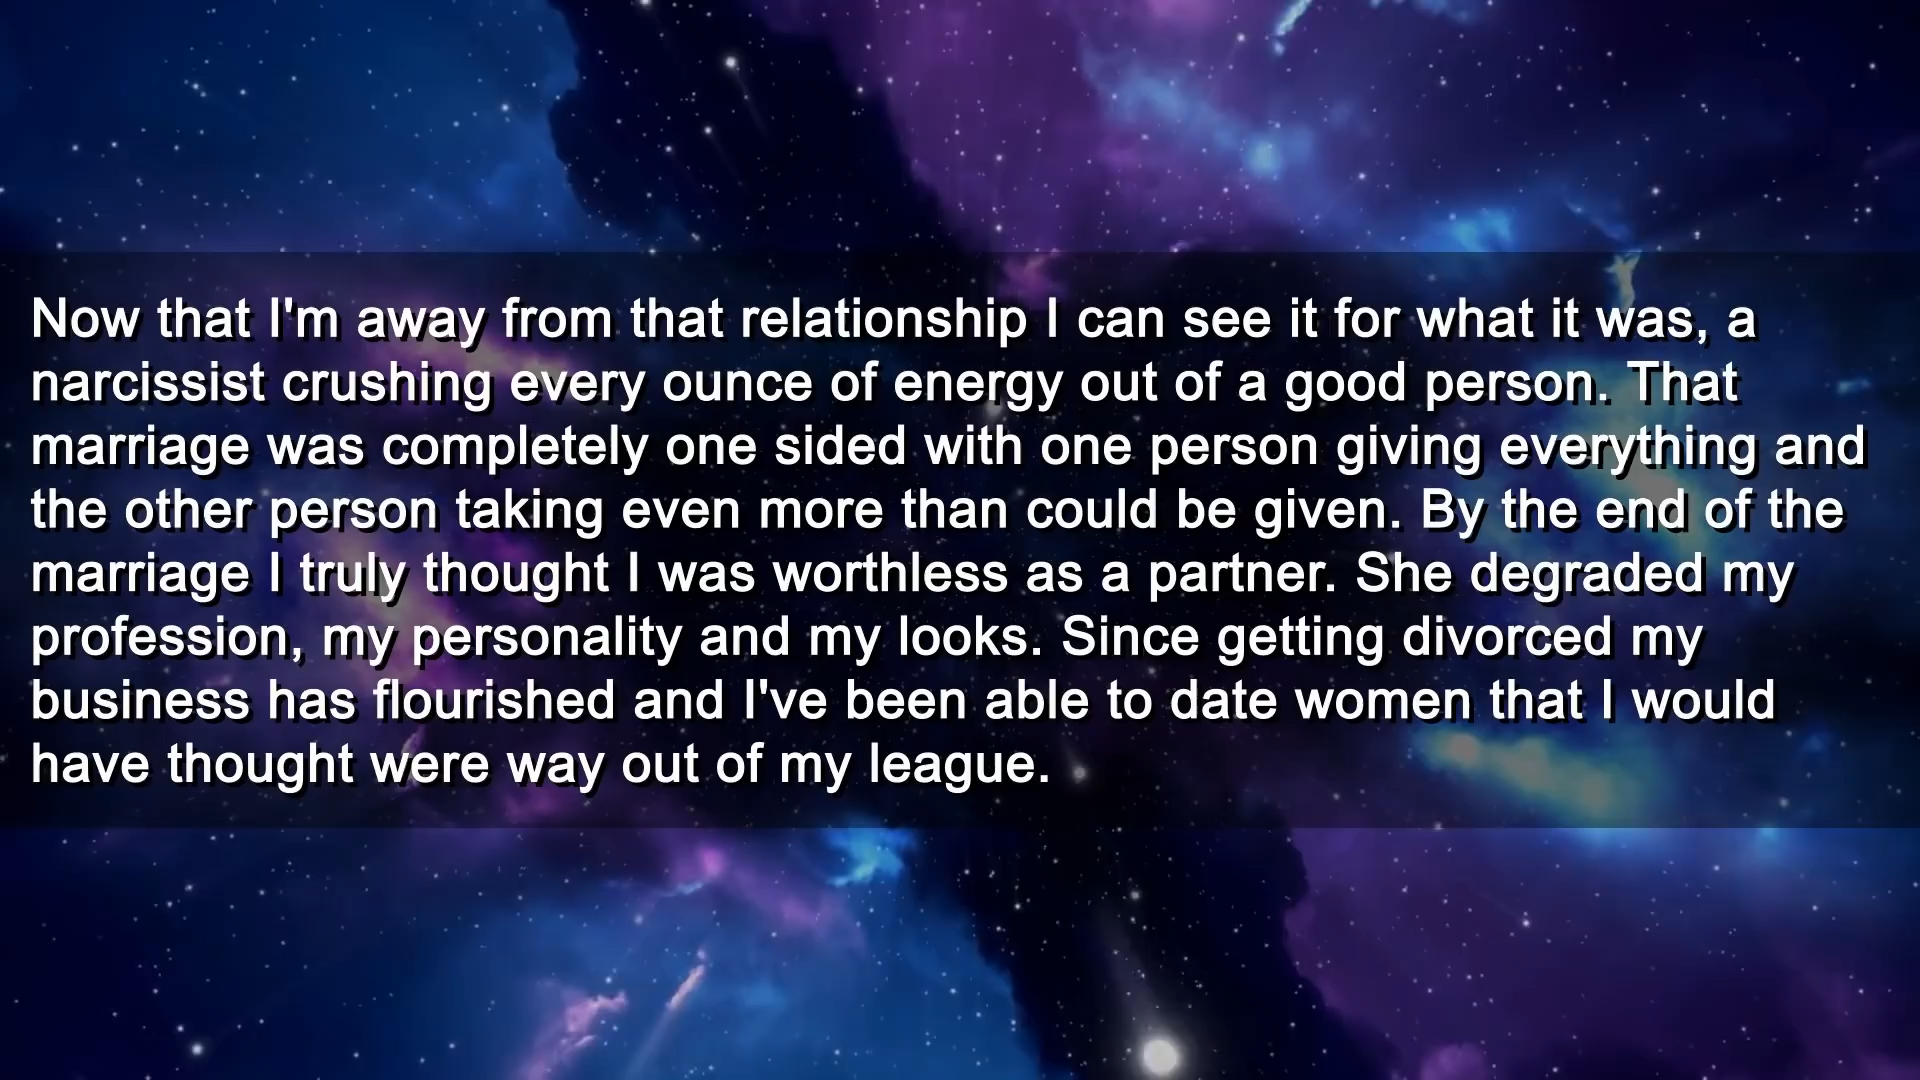 Now that I'm away from that relationship I can see it for what it was, a
narcissist crushing every ounce of energy out of a good person. That
marriage was completely one sided with one person giving everything and
the other person taking even more than could be given. By the end of the
marriage I truly thought I was worthless as a partner. She degraded my
profession, my personality and my looks. Since getting divorced my
business has flourished and I've been able to date women that I would
have thought were way out of my league.